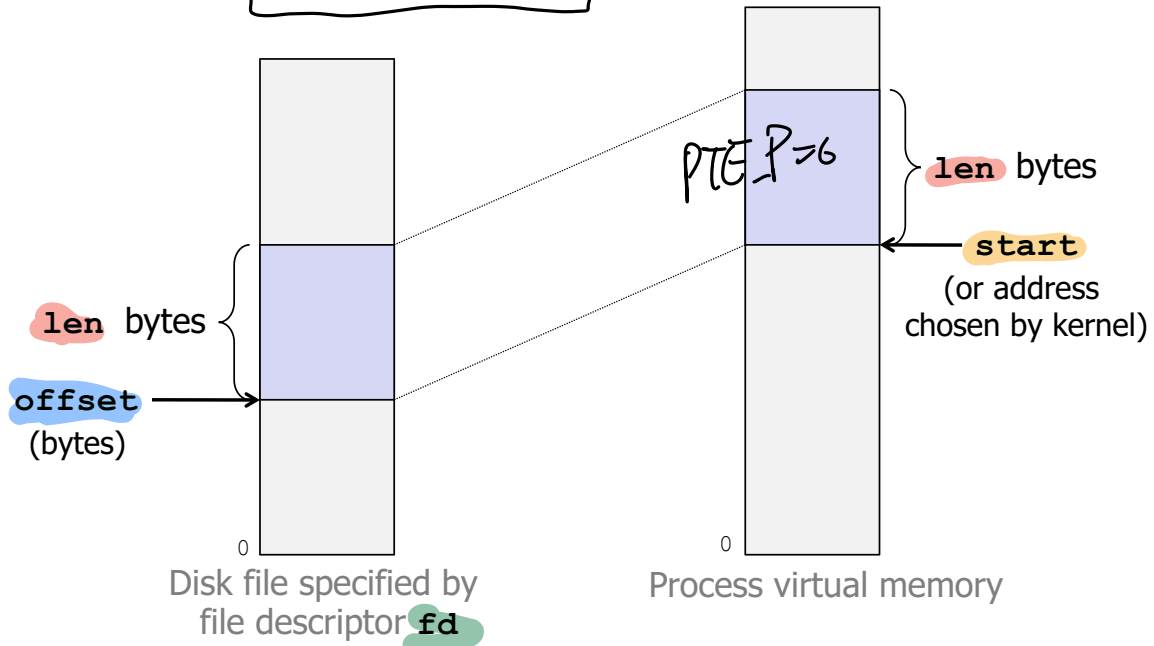 PTE_P=6
len bytes
start
(or address
chosen by kernel)
len bytes
offset
(bytes)
0
0
Disk file specified by
file descriptor fd
Process virtual memory